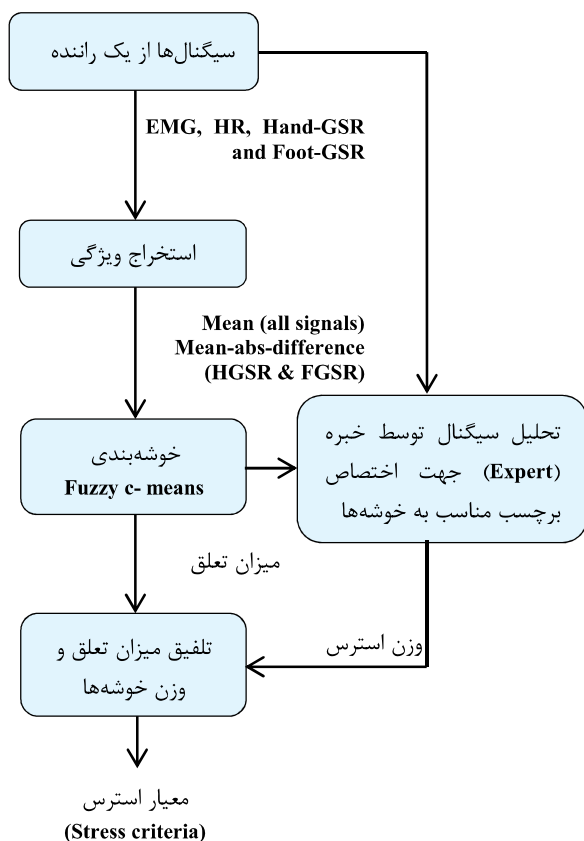 سیگنال‌ها از یک راننده
EMG, HR, Hand-GSR
and Foot-GSR
استخراج ویژگی
Mean (all signals)
Mean-abs-difference
(HGSR & FGSR)
خوشه‌بندی
Fuzzy c- means
تحلیل سیگنال توسط خبره
(Expert) جهت اختصاص
برچسب مناسب به خوشه‌ها
میزان تعلق
وزن استرس
تلفیق میزان تعلق و
وزن خوشه‌ها
معیار استرس
(Stress criteria)